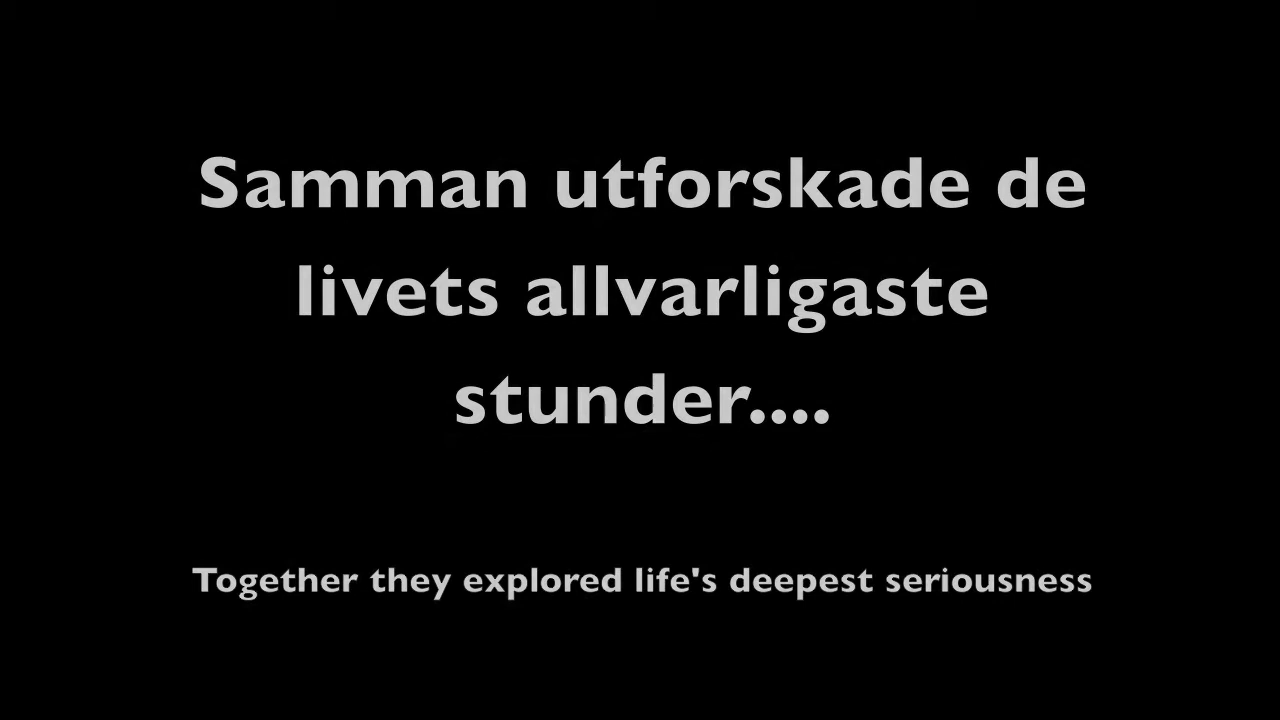 Samman utforskade de
livets allvarligaste
stunder....
Together they explored life's deepest seriousness